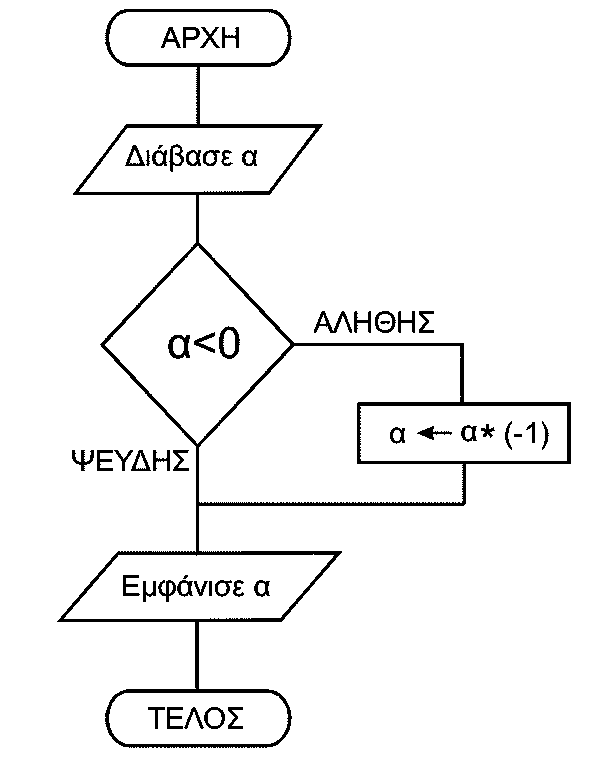 ΑΡΧΗ
Διάβασε α
α<0
ΑΛΗΘΗΣ
α ← α* (-1)
ΨΕΥΔΗΣ
Εμφάνισε α
ΤΕΛΟΣ